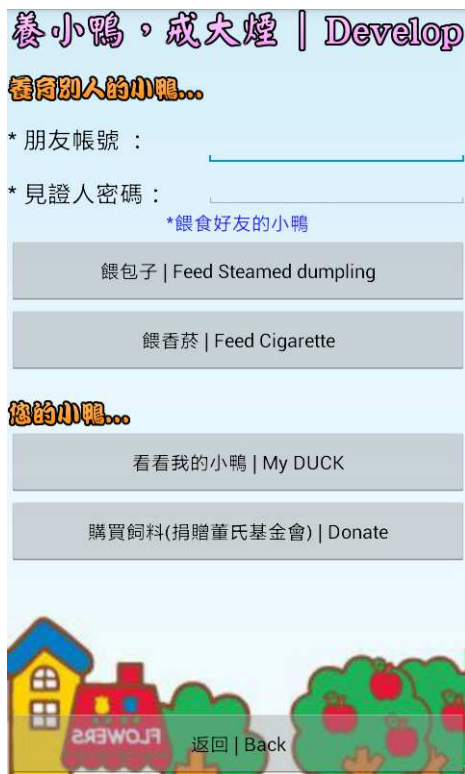 養小鴨，戒大煙 | Develop
養育別人的小鴨...
* 朋友帳號 ：
* 見證人密碼：
*餵食好友的小鴨
餵包子 | Feed Steamed dumpling
餵香菸 | Feed Cigarette
您的小鴨...
看看我的小鴨 | My DUCK
購買飼料(捐贈董氏基金會) | Donate
FLOWERS
返回 | Back